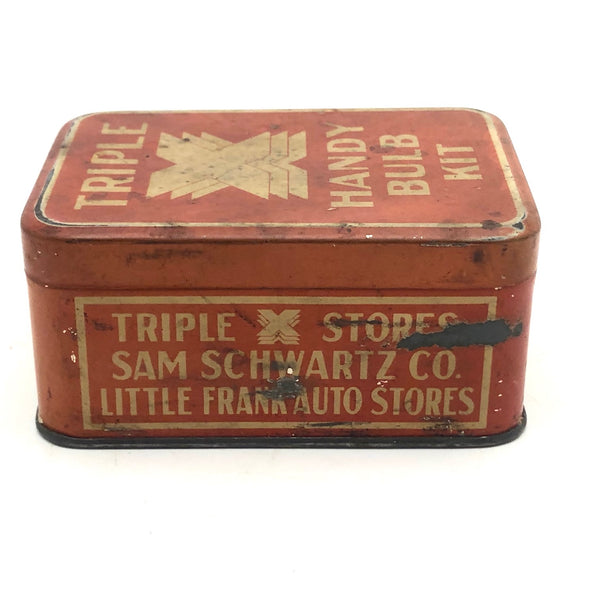 TRIPLE X HANDY
BULB
KIT
TRIPLE X STORES
SAM SCHWARTZ CO.
LITTLE FRANK AUTO STORES